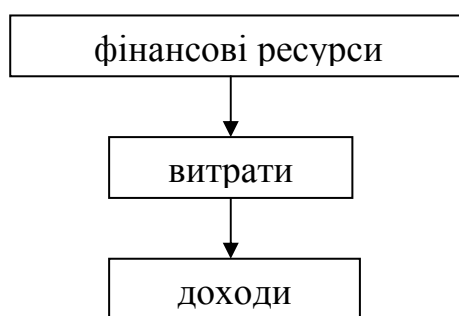 фінансові ресурси
витрати
доходи